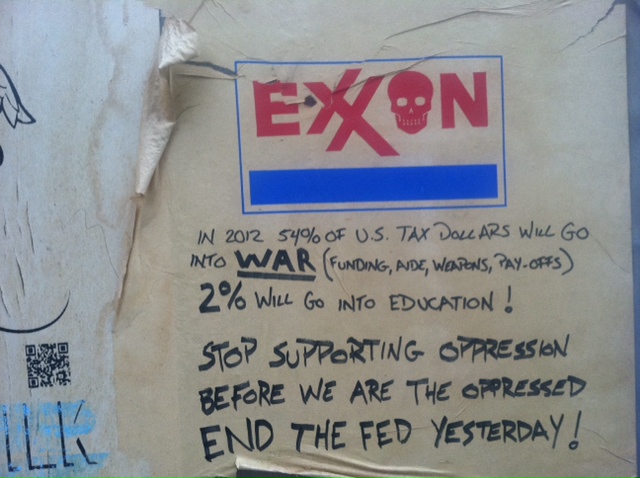 EXXON
IN 2012 54% OF U.S. TAX DOLLARS WILL GO
INTO WAR (FUNDING, AIDE, WEAPONS, PAY-OFFS)
2% WILL GO INTO EDUCATION!
STOP SUPPORTING OPPRESSION
BEFORE WE ARE THE OPPRESSED
END THE FED YESTERDAY!